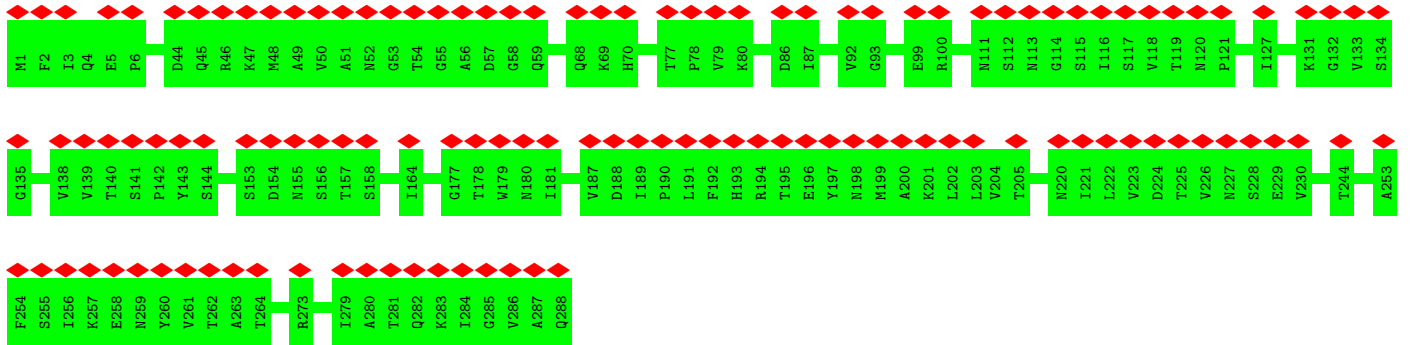 M1 F2 I3 Q4 E5 P6 D44 Q45 R46 K47 M48 A49 V50 A51 N52 G53 T54 G55 A56 D57 G58 Q59 Q68 K69 H70 T77 P78 V79 K80 D86 I87 V92 G93 E99 R100 N111 S112 N113 G114 S115 I116 S117 V118 T119 N120 P121 I127 K131 G132 V133 S134
G135 V138 V139 T140 S141 P142 Y143 S144 S153 D154 N155 S156 T157 S158 I164 G177 T178 W179 N180 I181 V187 D188 I189 P190 L191 F192 H193 R194 T195 E196 Y197 N198 M199 A200 K201 L202 L203 V204 T205 N220 I221 L222 V223 D224 T225 V226 N227 S228 E229 V230 T244 A253
F254 S255 I256 K257 E258 N259 Y260 V261 T262 A263 T264 R273 I279 A280 T281 Q282 K283 I284 G285 V286 A287 Q288